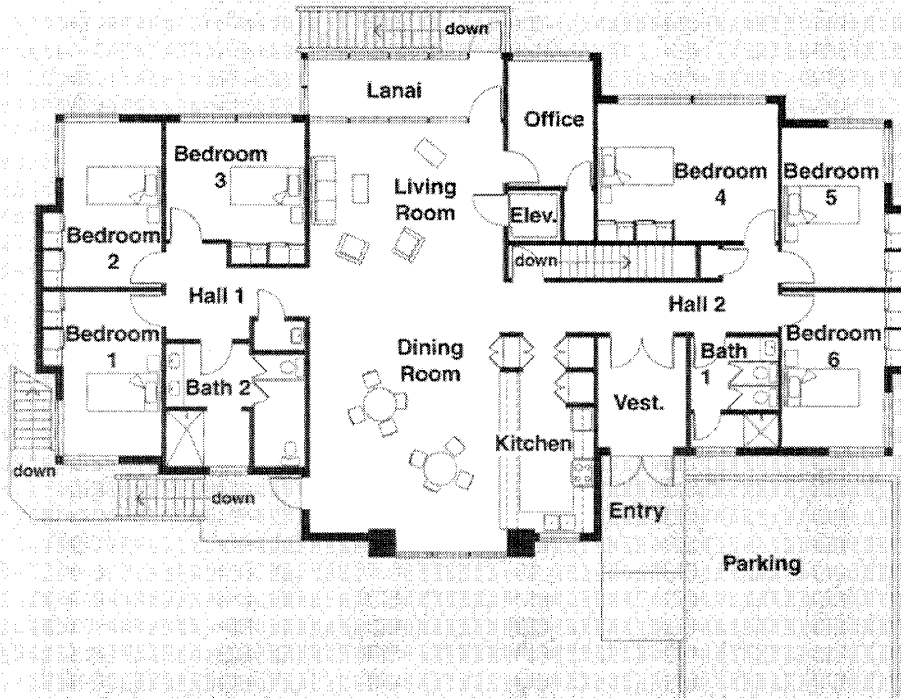 down
Lanai
Office
Bedroom
3
Living
Room
Bedroom
4
Bedroom
5
Elev.
Bedroom
2
down
Hall 1
Hall 2
Bedroom
1
Dining
Room
Bath
1
Bedroom
6
Bath 2
Vest.
Kitchen
down
down
Entry
Parking